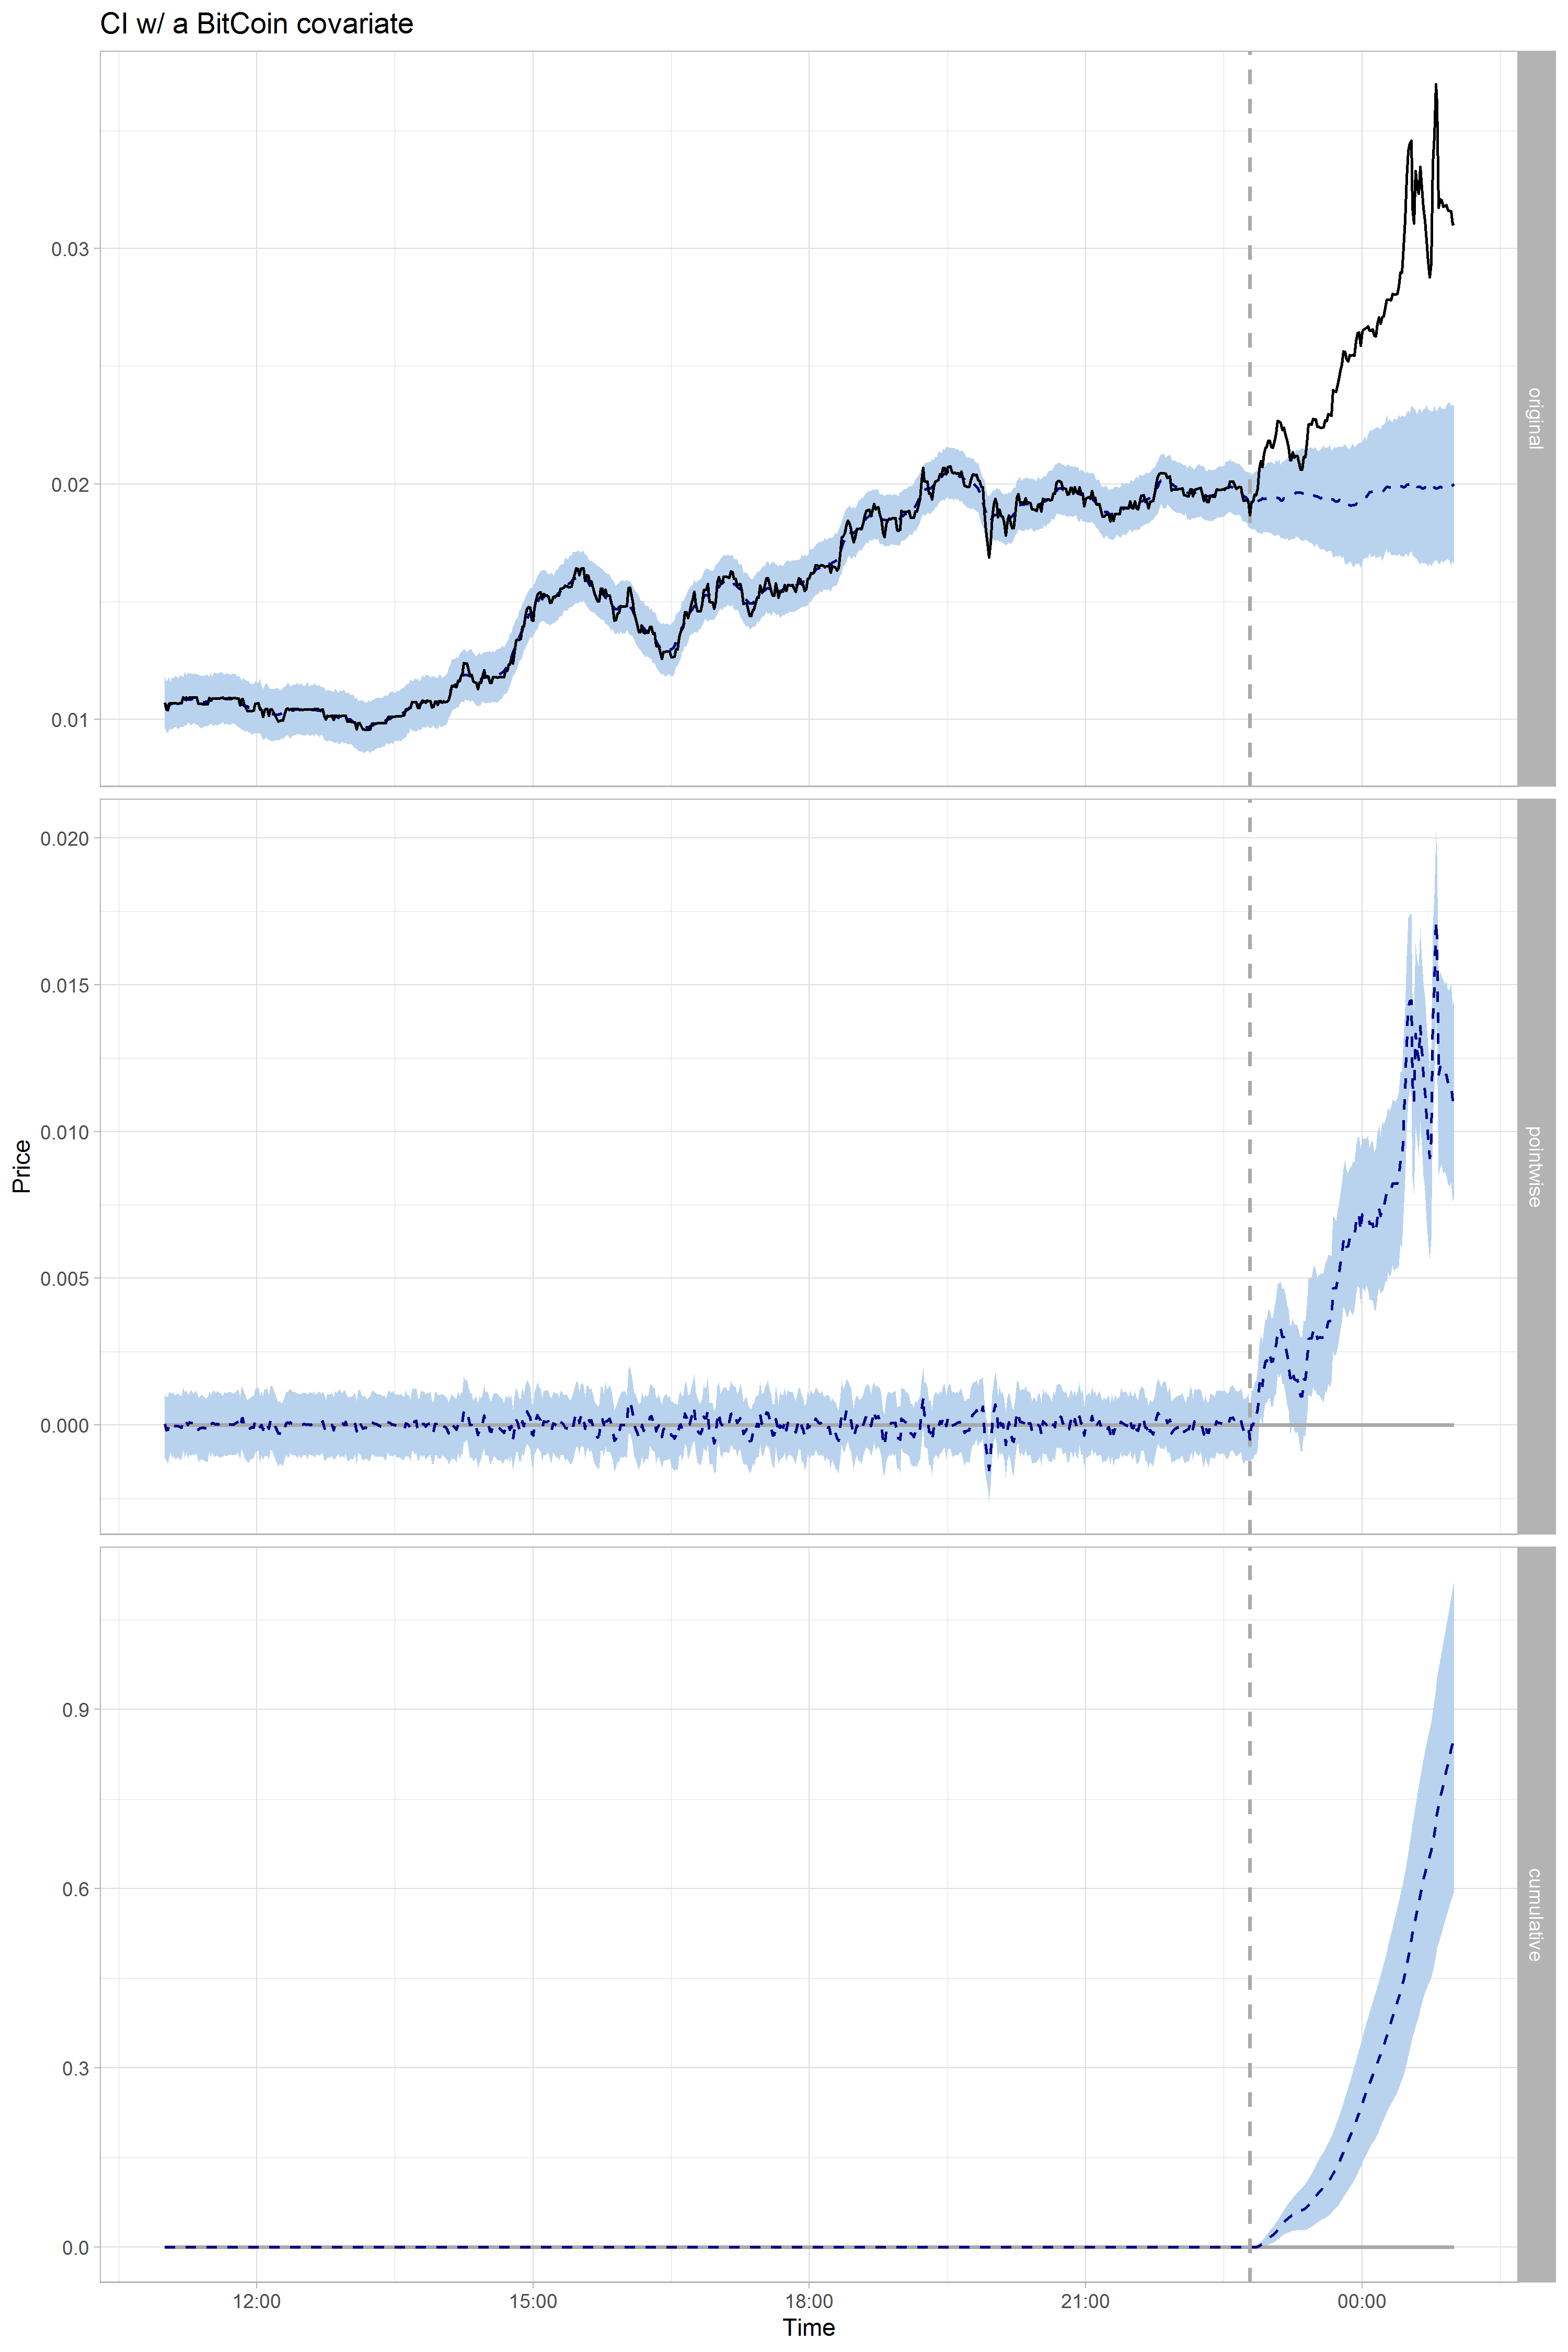 CI w/ a BitCoin covariate
0.03
0.02
0.01
original
0.020
0.015
0.010
0.005
0.000
pointwise
Price
0.9
0.6
0.3
0.0
cumulative
12:00 15:00 18:00 21:00 00:00
Time